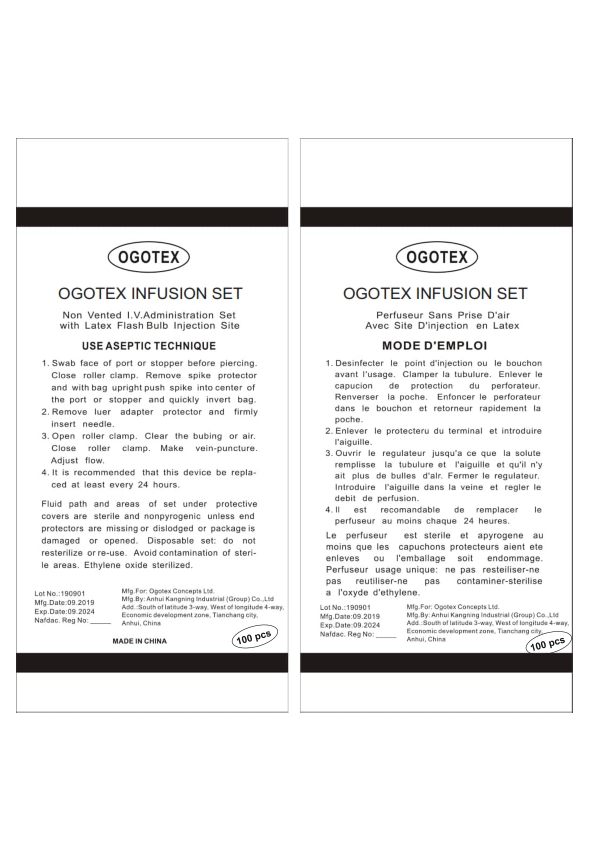 OGOTEX
OGOTEX INFUSION SET
Non Vented I.V.Administration Set
with Latex Flash Bulb Injection Site
USE ASEPTIC TECHNIQUE
1. Swab face of port or stopper before piercing.
Close roller clamp. Remove spike protector
and with bag upright push spike into center of
the port or stopper and quickly invert bag.
2. Remove luer adapter protector and firmly
insert needle.
3. Open roller clamp. Clear the bubing or air.
Close roller clamp. Make vein-puncture.
Adjust flow.
4. It is recommended that this device be repla-
ced at least every 24 hours.
Fluid path and areas of set under protective
covers are sterile and nonpyrogenic unless end
protectors are missing or dislodged or package is
damaged or opened. Disposable set: do not
resterilize or re-use. Avoid contamination of steri-
le areas. Ethylene oxide sterilized.
Lot No.:190901
Mfg.Date:09.2019
Exp.Date:09.2024
Nafdac. Reg No: _____
Mfg.For: Ogotex Concepts Ltd.
Mfg.By: Anhui Kangning Industrial (Group) Co.,Ltd
Add.:South of latitude 3-way, West of longitude 4-way,
Economic development zone, Tianchang city,
Anhui, China
MADE IN CHINA
100 pcs
OGOTEX
OGOTEX INFUSION SET
Perfuseur Sans Prise D'air
Avec Site D'injection en Latex
MODE D'EMPLOI
1. Desinfecter le point d'injection ou le bouchon
avant l'usage. Clamper la tubulure. Enlever le
capucion de protection du perforateur.
Renverser la poche. Enfoncer le perforateur
dans le bouchon et retorneur rapidement la
poche.
2. Enlever le protecteru du terminal et introduire
l'aiguille.
3. Ouvrir le regulateur jusqu'a ce que la solute
remplisse la tubulure et l'aiguille et qu'il n'y
ait plus de bulles d'alr. Fermer le regulateur.
Introduire l'aiguille dans la veine et regler le
debit de perfusion.
4. Il est recomandable de remplacer le
perfuseur au moins chaque 24 heures.
Le perfuseur est sterile et apyrogene au
moins que les capuchons protecteurs aient ete
enleves ou l'emballage soit endommage.
Perfuseur usage unique: ne pas resteiliser-ne
pas reutiliser-ne pas contaminer-sterilise
a l'oxyde d'ethylene.
Lot No.:190901
Mfg.Date:09.2019
Exp.Date:09.2024
Nafdac. Reg No: _____
Mfg.For: Ogotex Concepts Ltd.
Mfg.By: Anhui Kangning Industrial (Group) Co.,Ltd
Add.:South of latitude 3-way, West of longitude 4-way,
Economic development zone, Tianchang city,
Anhui, China
100 pcs